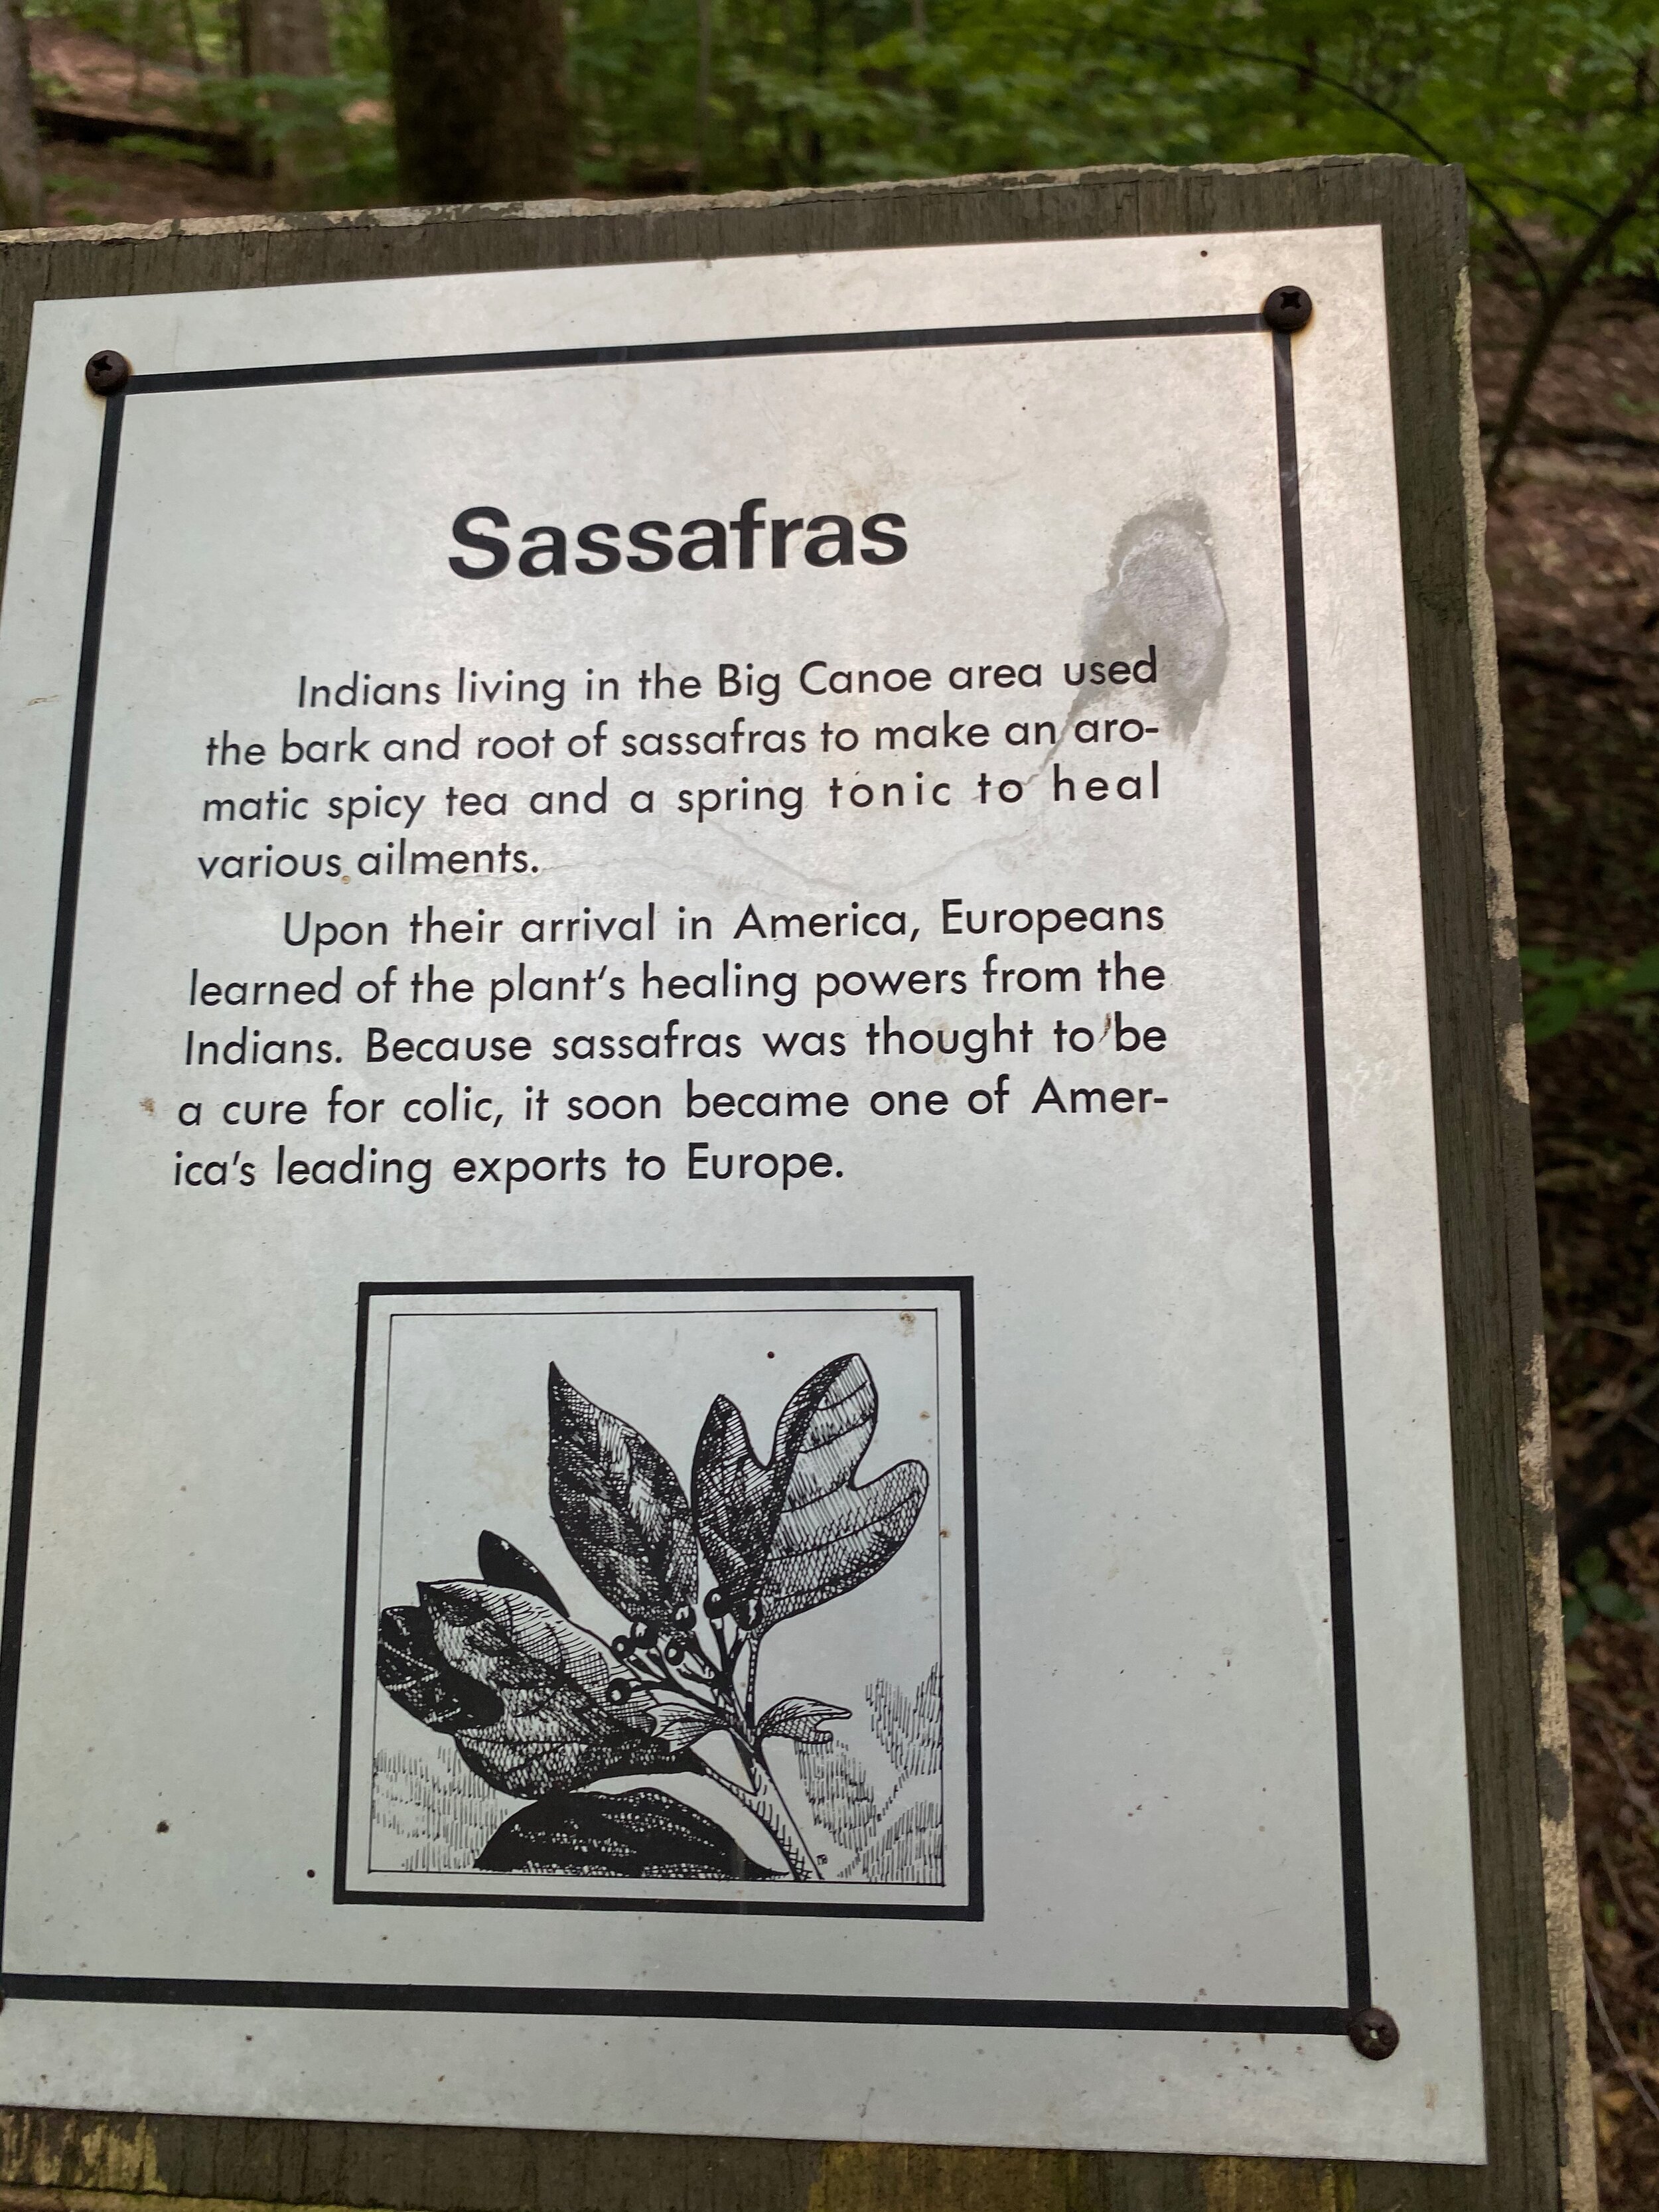 Sassafras
Indians living in the Big Canoe area used
the bark and root of sassafras to make an aro-
matic spicy tea and a spring tonic to heal
various ailments.
Upon their arrival in America, Europeans
learned of the plant's healing powers from the
Indians. Because sassafras was thought to be
a cure for colic, it soon became one of Amer-
ica's leading exports to Europe.